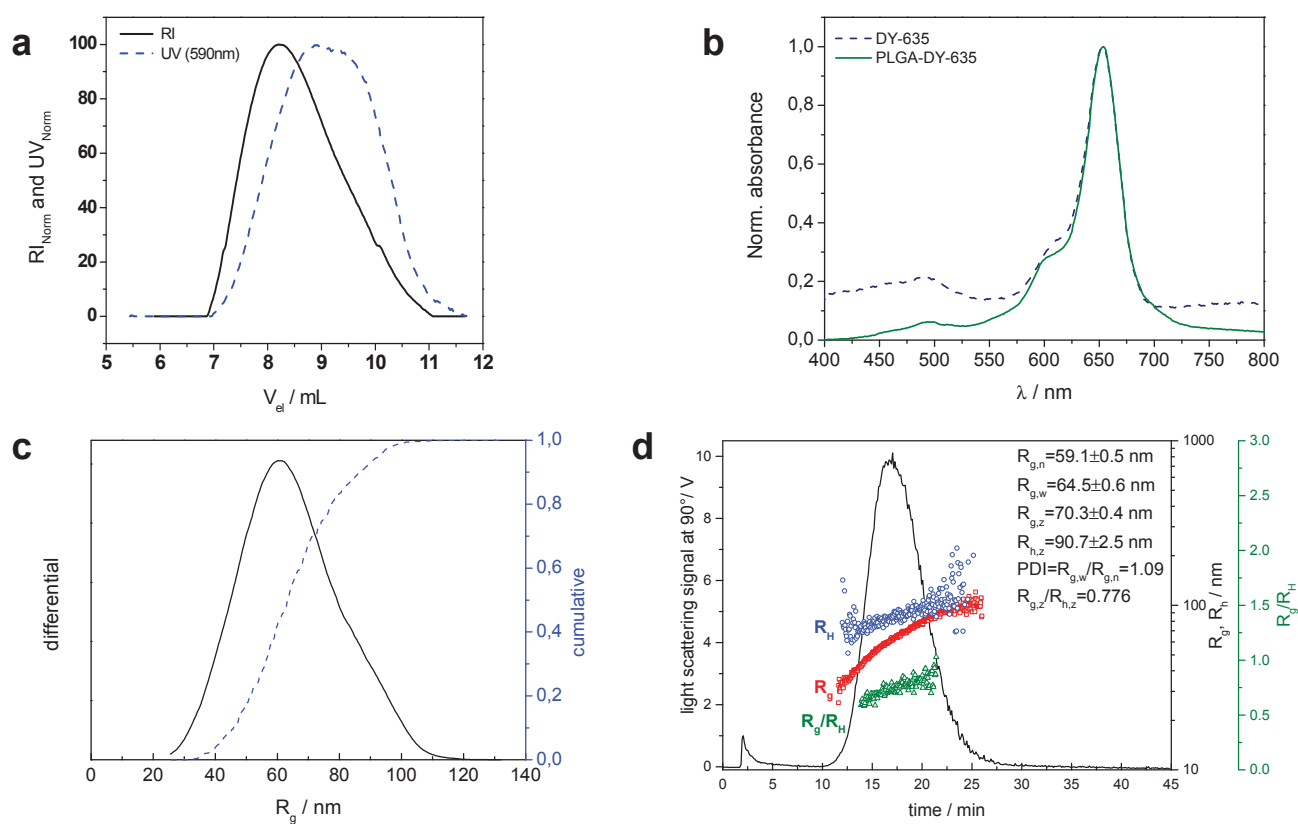 a
RI
UV (590nm)
100
80
60
40
20
0
RI_Norm and UV_Norm
5 6 7 8 9 10 11 12
V_el / mL
b
DY-635
PLGA-DY-635
1,0
0,8
0,6
0,4
0,2
0,0
Norm. absorbance
400 450 500 550 600 650 700 750 800
λ / nm
c
differential
1,0
0,8
0,6
0,4
0,2
0,0
cumulative
0 20 40 60 80 100 120 140
R_g / nm
d
light scattering signal at 90°/ V
10
8
6
4
2
0
R_g,n=59.1±0.5 nm
R_g,w=64.5±0.6 nm
R_g,z=70.3±0.4 nm
R_h,z=90.7±2.5 nm
PDI=R_g,w/R_g,n=1.09
R_g,z/R_h,z=0.776
R_H
R_g
R_g/R_H
1000
100
10
R_g, R_h / nm
3.0
2.5
2.0
1.5
1.0
0.5
0.0
R_g/R_H
0 5 10 15 20 25 30 35 40 45
time / min